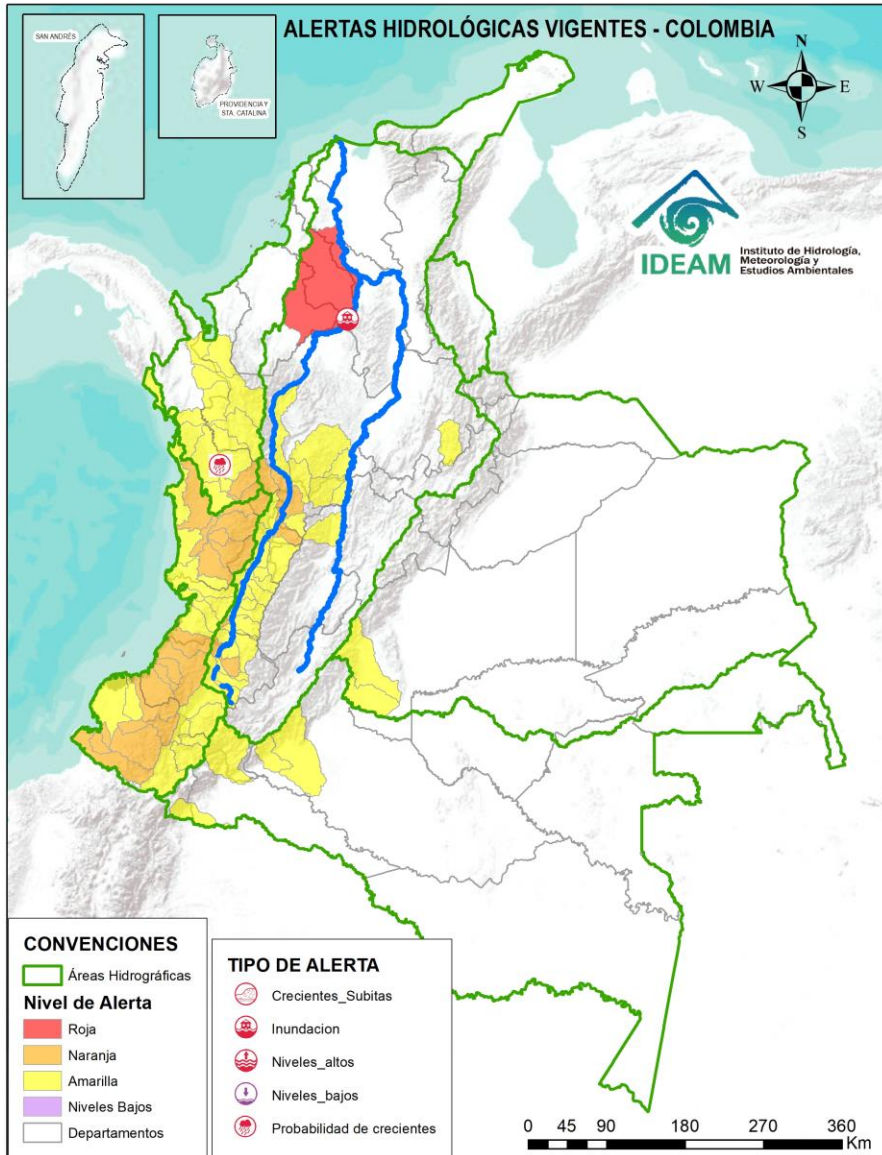 ALERTAS HIDROLÓGICAS VIGENTES - COLOMBIA
SAN ANDRÉS
PROVIDENCIA Y
STA. CATALINA
N
W
E
S
IDEAM
Instituto de Hidrología,
Meteorología y
Estudios Ambientales
CONVENCIONES
Áreas Hidrográficas
Nivel de Alerta
Roja
Naranja
Amarilla
Niveles Bajos
Departamentos
TIPO DE ALERTA
Crecientes_Subitas
Inundacion
Niveles_altos
Niveles_bajos
Probabilidad de crecientes
0 45 90 180 270 360
Km